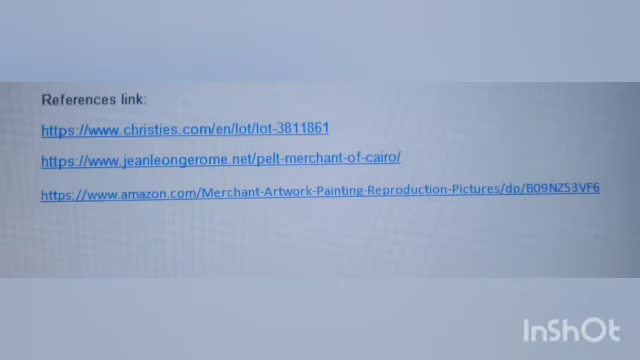 References link:
https://www.christies.com/en/lot/lot-3811861
https://www.jeanleongerome.net/pelt-merchant-of-cairo/
https://www.amazon.com/Merchant-Artwork-Painting-Reproduction-Pictures/dp/B09NZ53VF6
InShOt